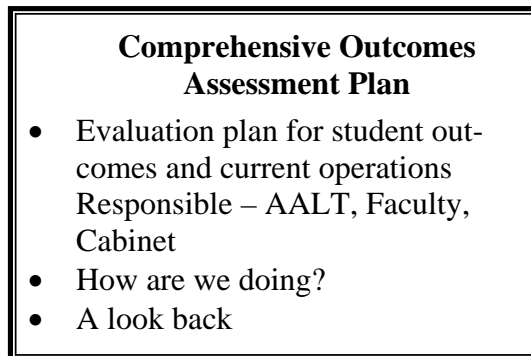 Comprehensive Outcomes
Assessment Plan
• Evaluation plan for student out-
comes and current operations
Responsible – AALT, Faculty,
Cabinet
• How are we doing?
• A look back